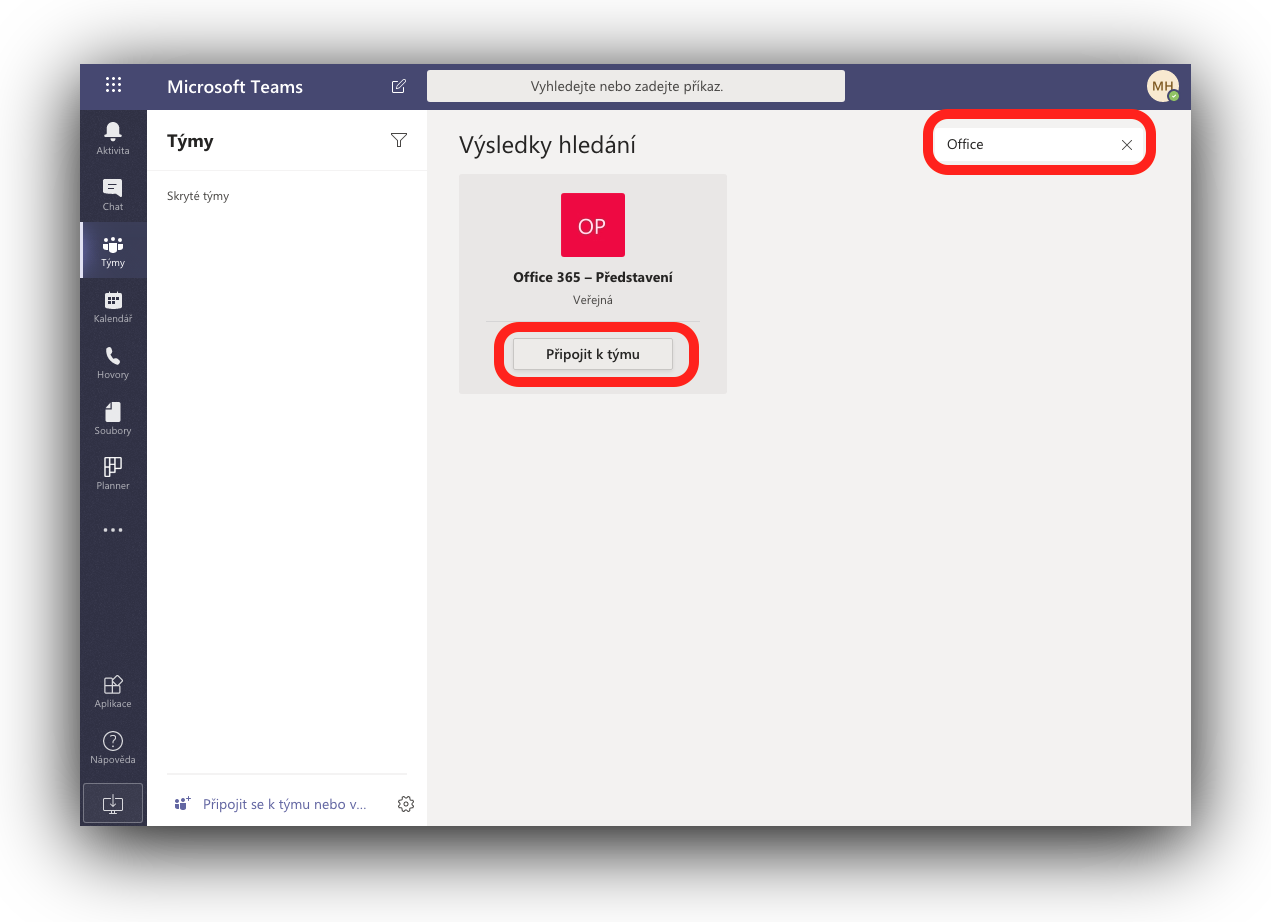 Microsoft Teams
Vyhledejte nebo zadejte příkaz.
MH
Aktivita
Chat
Týmy
Kalendář
Hovory
Soubory
Planner
Aplikace
Nápověda
Týmy
Skryté týmy
Připojit se k týmu nebo v...
Výsledky hledání
Office
OP
Office 365 – Představení
Veřejná
Připojit k týmu